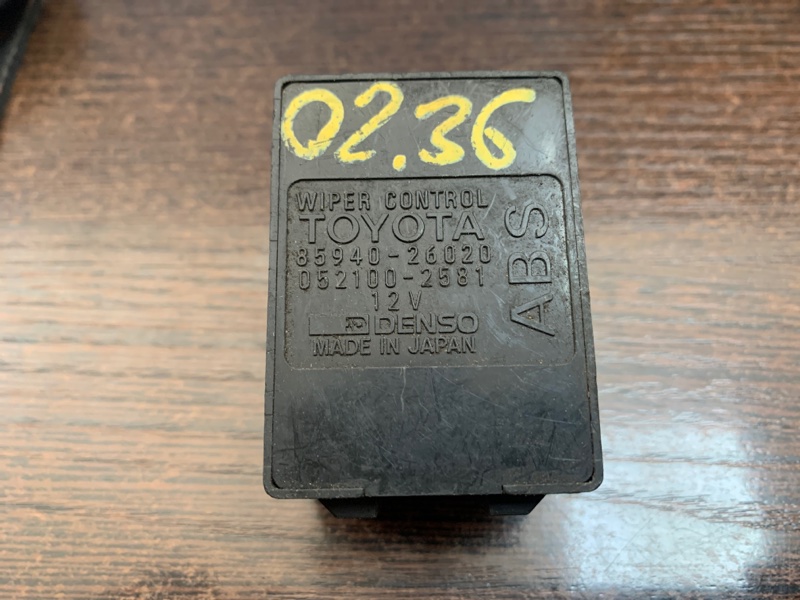 02.36
WIPER CONTROL
TOYOTA
85940-26020
052100-2581
12V
DENSO
MADE IN JAPAN
ABS